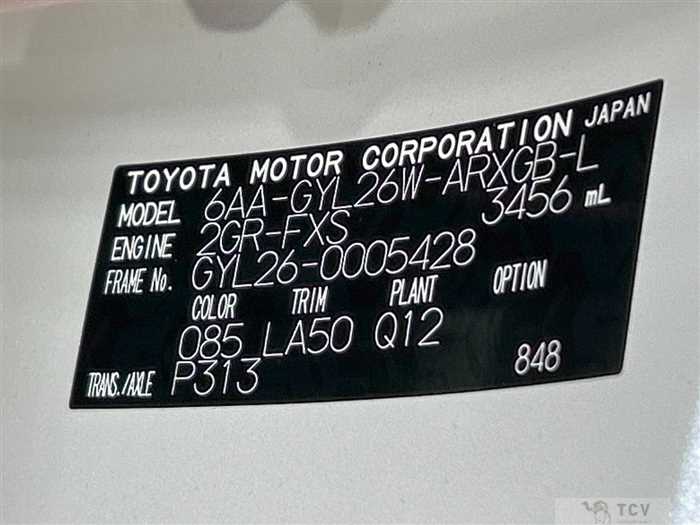 TOYOTA MOTOR CORPORATION JAPAN
MODEL 6AA-GYL26W-ARXGB-L
ENGINE 2GR-FXS 3456 mL
FRAME No. GYL26-0005428
COLOR TRIM PLANT OPTION
085 LA50 Q12
TRANS./AXLE P313 848
TCV